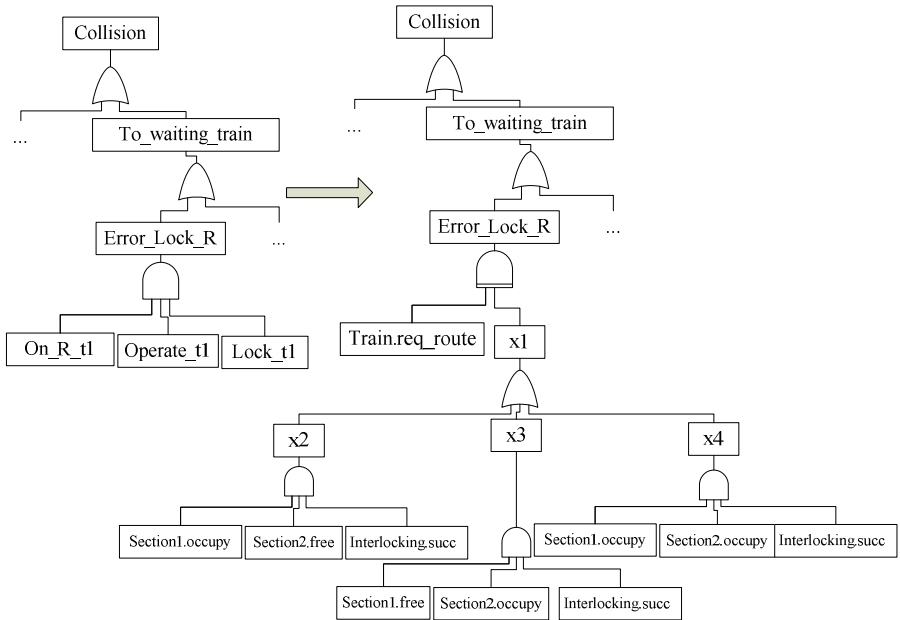 Collision
...
To_waiting_train
Error_Lock_R
...
On_R_t1
Operate_t1
Lock_t1
Collision
...
To_waiting_train
Error_Lock_R
...
Train.req_route
x1
x2
x3
x4
Section1.occupy
Section2.free
Interlocking.succ
Section1.free
Section2.occupy
Interlocking.succ
Section1.occupy
Section2.occupy
Interlocking.succ